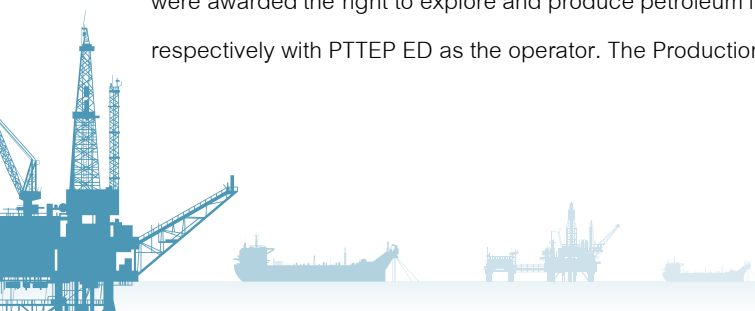 were awarded the right to explore and produce petroleum
respectively with PTTEP ED as the operator. The Production